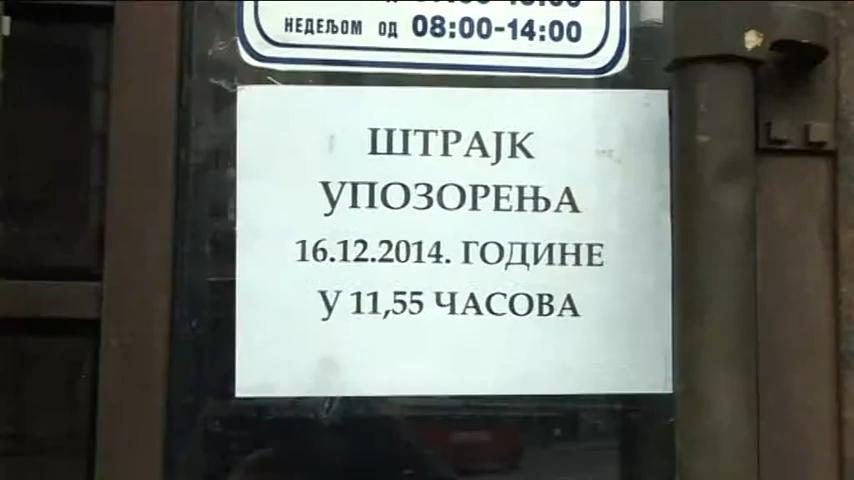 НЕДЕЉОМ ОД 08:00-14:00
ШТРАЈК
УПОЗОРЕЊА
16.12.2014. ГОДИНЕ
У 11,55 ЧАСОВА